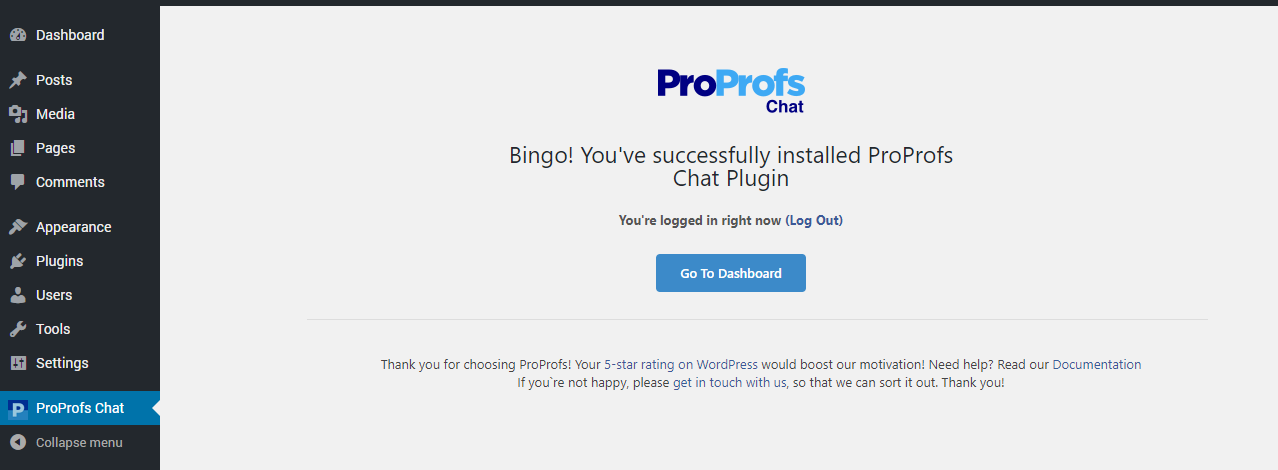 Dashboard
Posts
Media
Pages
Comments
Appearance
Plugins
Users
Tools
Settings
ProProfs Chat
Collapse menu
ProProfs
Chat
Bingo! You've successfully installed ProProfs
Chat Plugin
You're logged in right now (Log Out)
Go To Dashboard
Thank you for choosing ProProfs! Your 5-star rating on WordPress would boost our motivation! Need help? Read our Documentation
If you`re not happy, please get in touch with us, so that we can sort it out. Thank you!